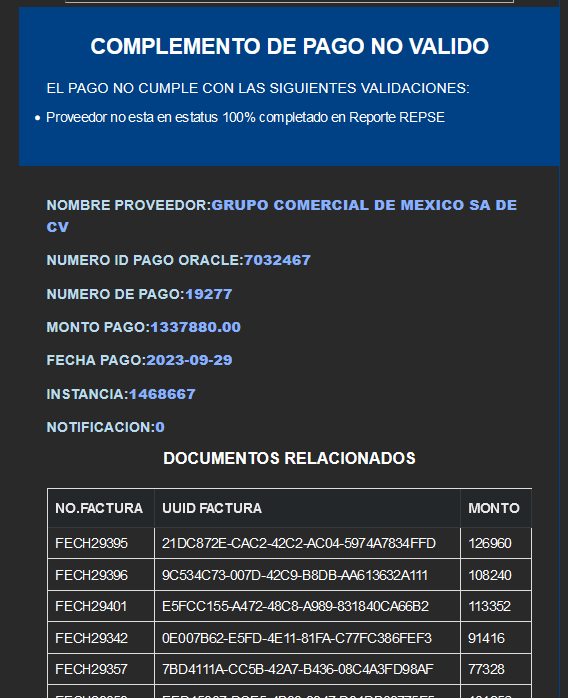 COMPLEMENTO DE PAGO NO VALIDO
EL PAGO NO CUMPLE CON LAS SIGUIENTES VALIDACIONES:
• Proveedor no esta en estatus 100% completado en Reporte REPSE
NOMBRE PROVEEDOR:GRUPO COMERCIAL DE MEXICO SA DE
CV
NUMERO ID PAGO ORACLE:7032467
NUMERO DE PAGO:19277
MONTO PAGO:1337880.00
FECHA PAGO:2023-09-29
INSTANCIA:1468667
NOTIFICACION:0
DOCUMENTOS RELACIONADOS
NO.FACTURA UUID FACTURA MONTO
FECH29395 21DC872E-CAC2-42C2-AC04-5974A7834FFD 126960
FECH29396 9C534C73-007D-42C9-B8DB-AA613632A111 108240
FECH29401 E5FCC155-A472-48C8-A989-831840CA66B2 113352
FECH29342 0E007B62-E5FD-4E11-81FA-C77FC386FEF3 91416
FECH29357 7BD4111A-CC5B-42A7-B436-08C4A3FD98AF 77328